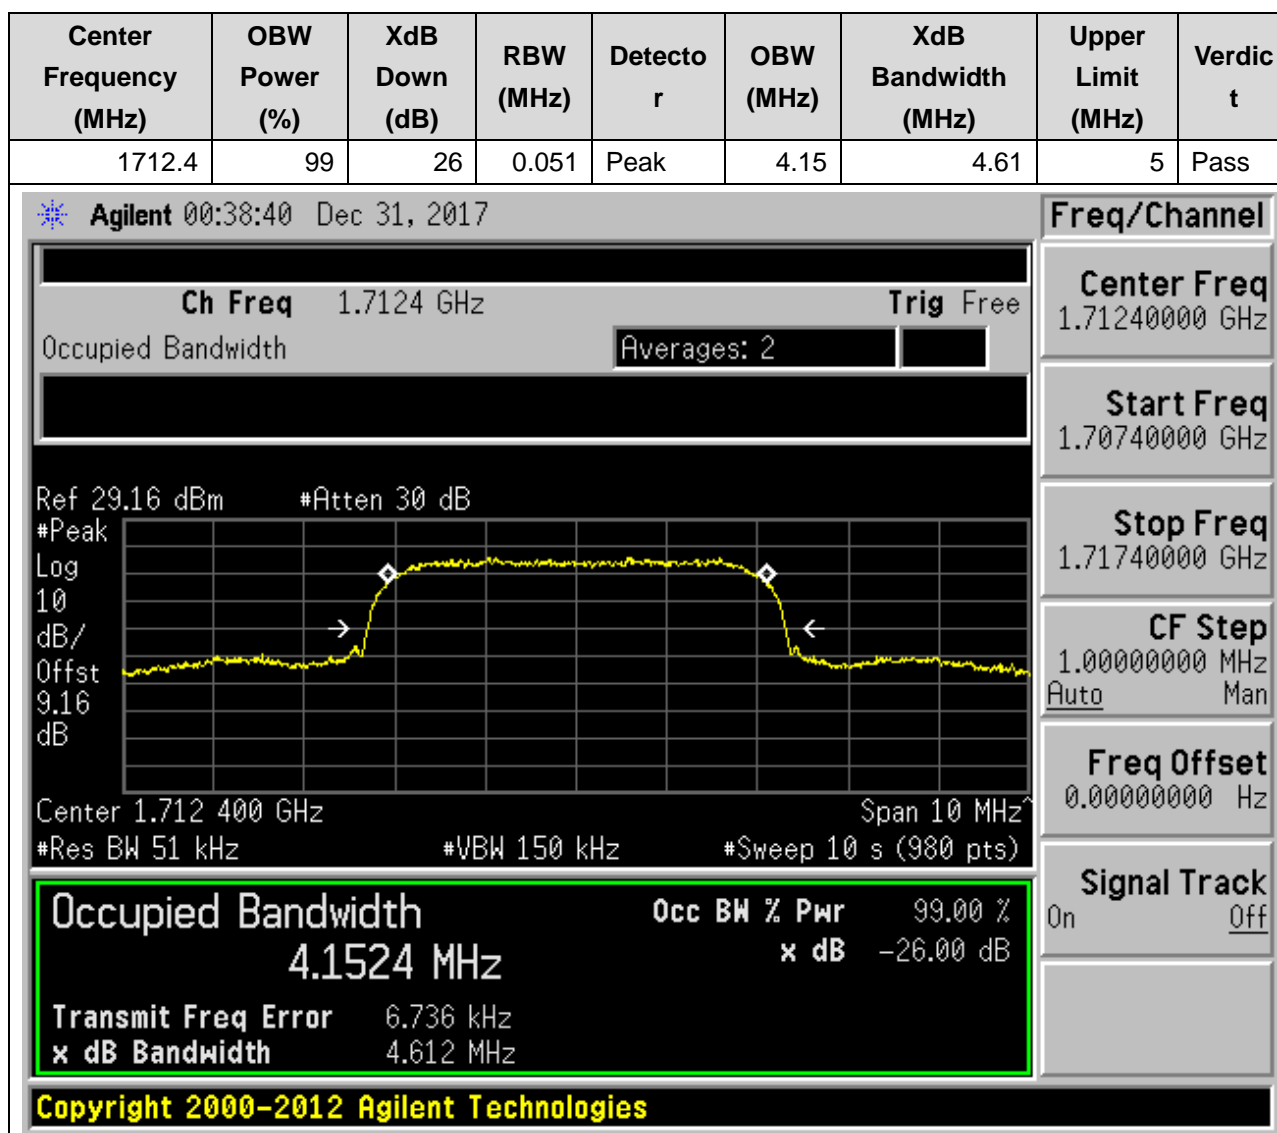 Center Frequency (MHz) OBW Power (%) XdB Down (dB) RBW (MHz) Detecto r OBW (MHz) XdB Bandwidth (MHz) Upper Limit (MHz) Verdic t
1712.4 99 26 0.051 Peak 4.15 4.61 5 Pass
Agilent 00:38:40 Dec 31, 2017
Freq/Channel
Ch Freq 1.7124 GHz Trig Free
Occupied Bandwidth Averages: 2
Center Freq
1.71240000 GHz
Start Freq
1.70740000 GHz
Stop Freq
1.71740000 GHz
CF Step
1.00000000 MHz
Auto Man
Freq Offset
0.00000000 Hz
Signal Track
On Off
Ref 29.16 dBm #Atten 30 dB
#Peak
Log
10
dB/
Offst
9.16
dB
Center 1.712 400 GHz Span 10 MHz^
#Res BW 51 kHz #VBW 150 kHz #Sweep 10 s (980 pts)
Occupied Bandwidth Occ BW % Pwr 99.00 %
4.1524 MHz x dB -26.00 dB
Transmit Freq Error 6.736 kHz
x dB Bandwidth 4.612 MHz
Copyright 2000-2012 Agilent Technologies